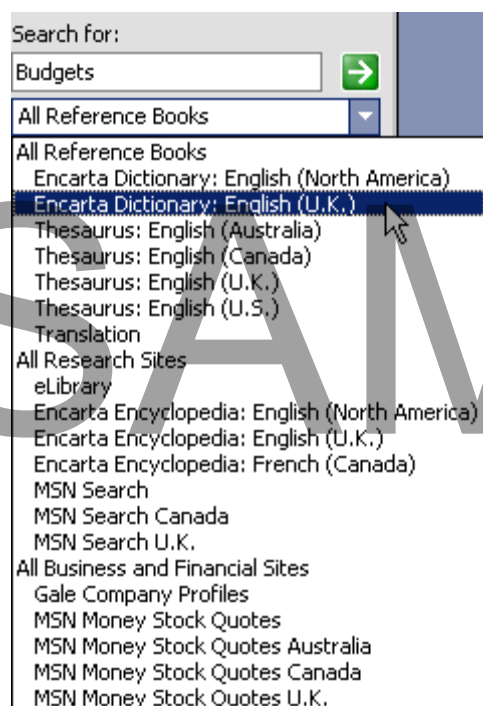 Search for:
Budgets
All Reference Books
All Reference Books
Encarta Dictionary: English (North America)
Encarta Dictionary: English (U.K.)
Thesaurus: English (Australia)
Thesaurus: English (Canada)
Thesaurus: English (U.K.)
Thesaurus: English (U.S.)
Translation
All Research Sites
eLibrary
Encarta Encyclopedia: English (North America)
Encarta Encyclopedia: English (U.K.)
Encarta Encyclopedia: French (Canada)
MSN Search
MSN Search Canada
MSN Search U.K.
All Business and Financial Sites
Gale Company Profiles
MSN Money Stock Quotes
MSN Money Stock Quotes Australia
MSN Money Stock Quotes Canada
MSN Money Stock Quotes U.K.
SAM